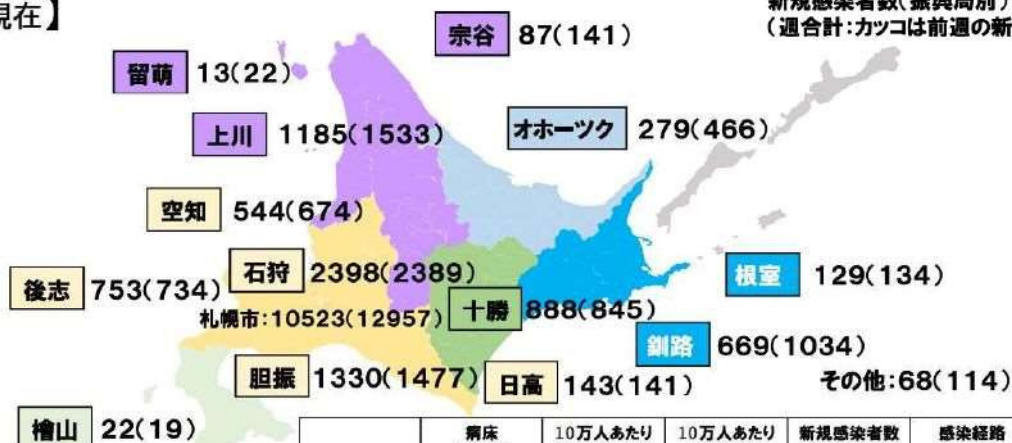 現在】
新規感染者数(振興局別)
(週合計:カッコは前週の新
宗谷 87(141)
留萌 13(22)
上川 1185(1533)
オホーツク 279(466)
空知 544(674)
石狩 2398(2389)
後志 753(734)
札幌市:10523(12957)
十勝 888(845)
根室 129(134)
釧路 669(1034)
胆振 1330(1477)
日高 143(141)
その他:68(114)
檜山 22(19)
病床 10万人あたり 10万人あたり 新規感染者数 感染経路